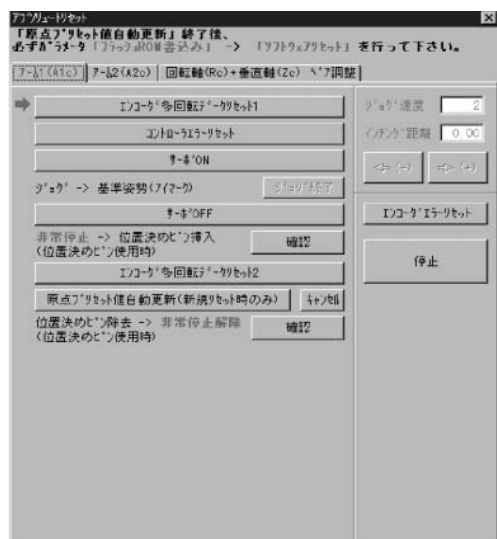 アブソリュートリセット
「原点プリセット値自動更新」終了後、
必ずパラメータ「フラッシュROM書込み」 -> 「ソフトウェアリセット」 を行って下さい。
アーム1(A1c) アーム2(A2c) 回転軸(Rc)+垂直軸(Zc) ペア調整
エンコーダ多回転データリセット1
コントローラエラーリセット
サーボON
ジョグ -> 基準姿勢(アイマーク) ジョグ終了
サーボOFF
非常停止 -> 位置決めピン挿入
(位置決めピン使用時) 確認
エンコーダ多回転データリセット2
原点プリセット値自動更新(新規リセット時のみ) キャンセル
位置決めピン除去 -> 非常停止解除
(位置決めピン使用時) 確認
ジョグ速度 2
インチング距離 0.00
<=(-) =>(+)
エンコーダエラーリセット
停止